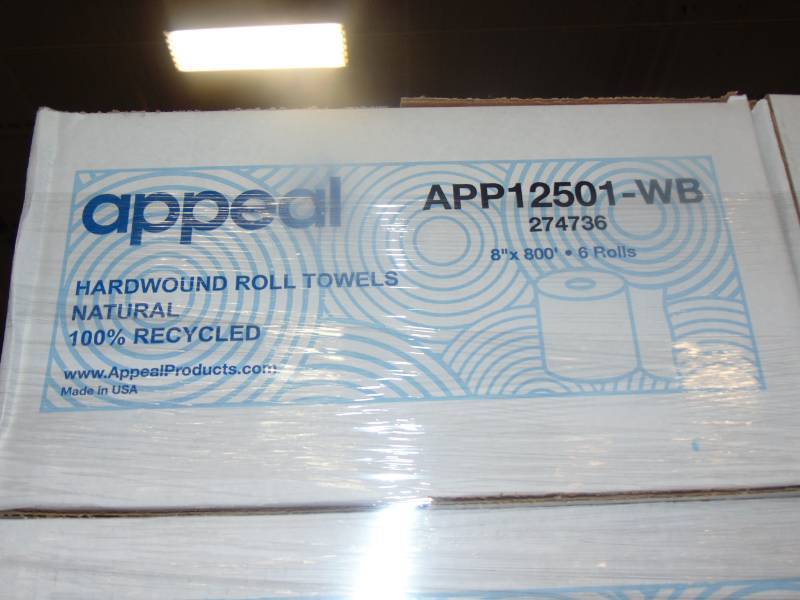 appeal
APP12501-WB
274736
8"x 800' • 6 Rolls
HARDWOUND ROLL TOWELS
NATURAL
100% RECYCLED
www.AppealProducts.com
Made in USA